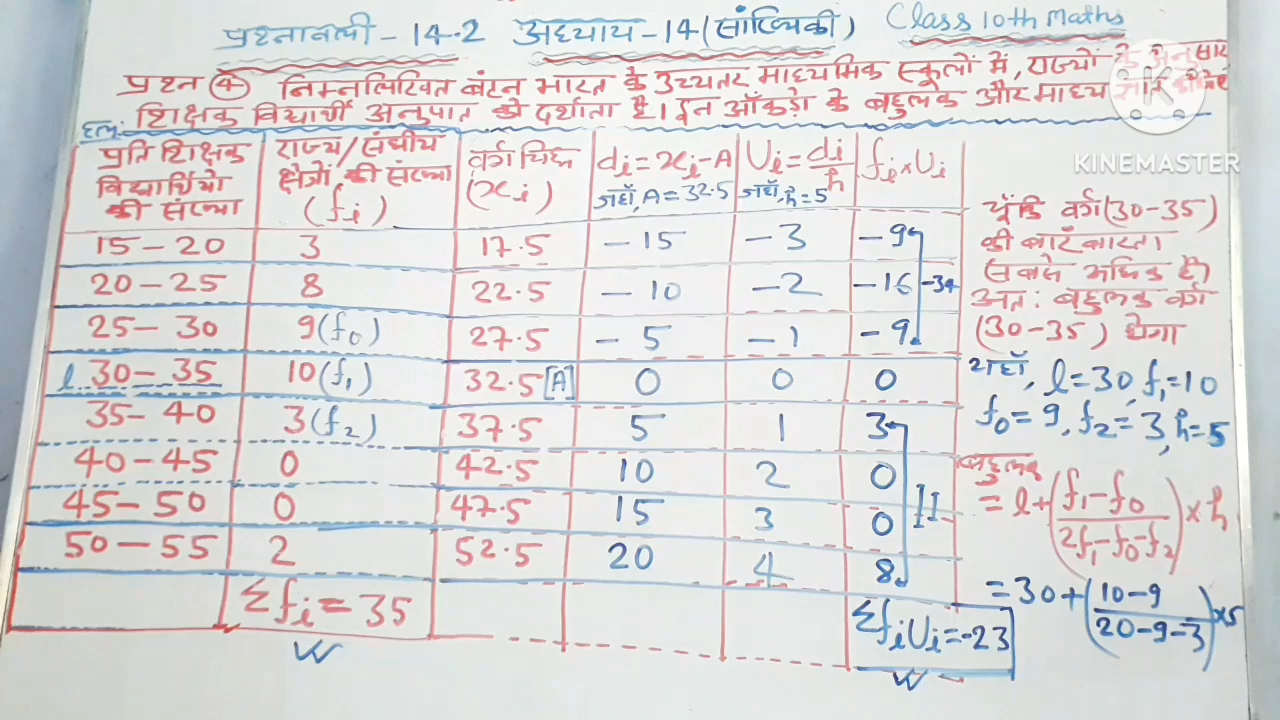 प्रश्नावली - 14.2 अध्याय - 14 (सांख्यिकी) Class 10th Maths
प्रश्न ④ निम्नलिखित बंटन भारत के उच्चतर माध्यमिक स्कूलों में, राज्यों के अनुसार
शिक्षक विद्यार्थी अनुपात को दर्शाता है। इन आँकड़ो के बहुलक और माध्य
हल:
KINEMASTER
प्रति शिक्षक विद्यार्थियो की संख्या | राज्य/संघीय क्षेत्रों की संख्या (fi) | वर्ग चिह्न (xi) | di = xi - A जहाँ, A = 32.5 | Ui = di/h जहाँ, h = 5 | fi × Ui
15 - 20 | 3 | 17.5 | - 15 | - 3 | - 9
20 - 25 | 8 | 22.5 | - 10 | - 2 | - 16 | -34
25 - 30 | 9 (f0) | 27.5 | - 5 | - 1 | - 9
l 30 - 35 | 10 (f1) | 32.5 [A] | 0 | 0 | 0
35 - 40 | 3 (f2) | 37.5 | 5 | 1 | 3
40 - 45 | 0 | 42.5 | 10 | 2 | 0
45 - 50 | 0 | 47.5 | 15 | 3 | 0 | 11
50 - 55 | 2 | 52.5 | 20 | 4 | 8
Σfi = 35 | ΣfiUi = -23
चूँकि वर्ग (30-35)
की बारंबारता
सबसे अधिक है।
अत: बहुलक वर्ग
(30-35) होगा
यहाँ, l = 30, f1 = 10
f0 = 9, f2 = 3, h = 5
बहुलक
= l + (f1 - f0 / 2f1 - f0 - f2) × h
= 30 + (10 - 9 / 20 - 9 - 3) × 5